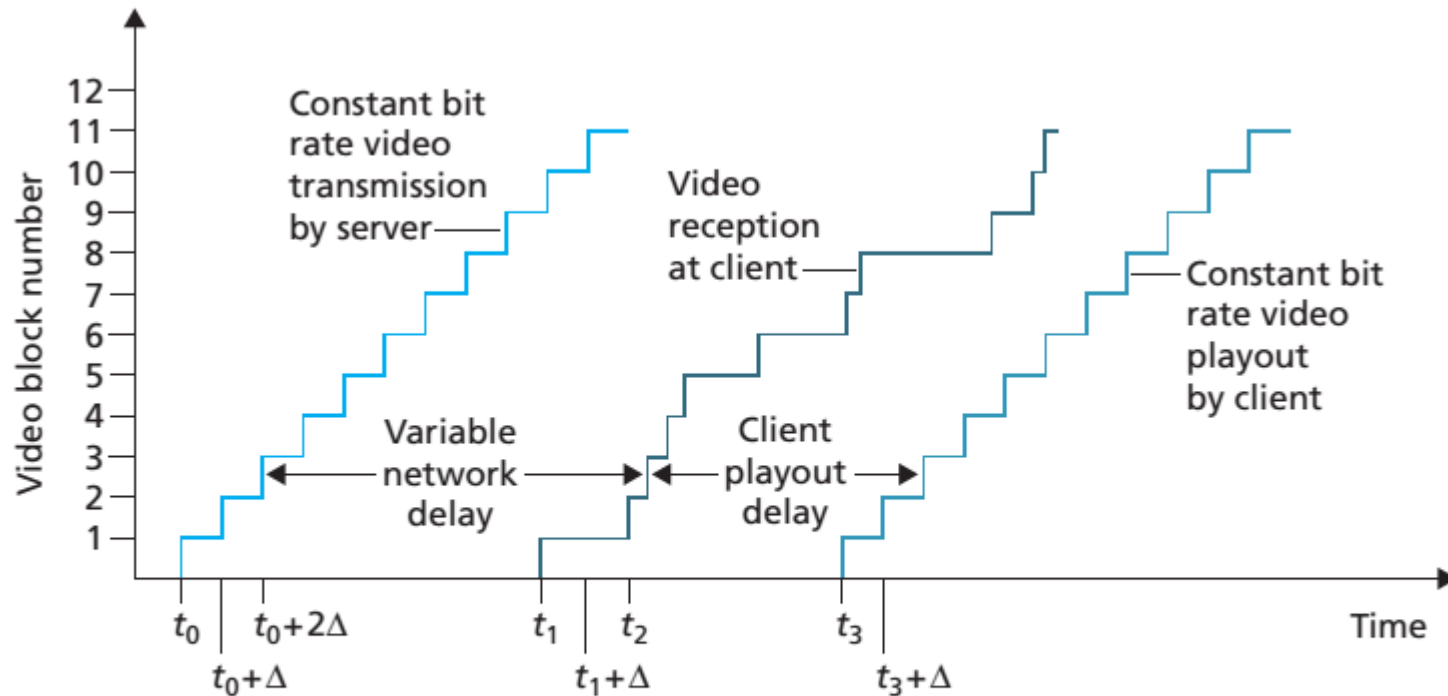 Video block number
12
11
10
9
8
7
6
5
4
3
2
1
Constant bit
rate video
transmission
by server
Video
reception
at client
Constant bit
rate video
playout
by client
Variable
network
delay
Client
playout
delay
t0
t0+2Δ
t1
t2
t3
Time
t0+Δ
t1+Δ
t3+Δ